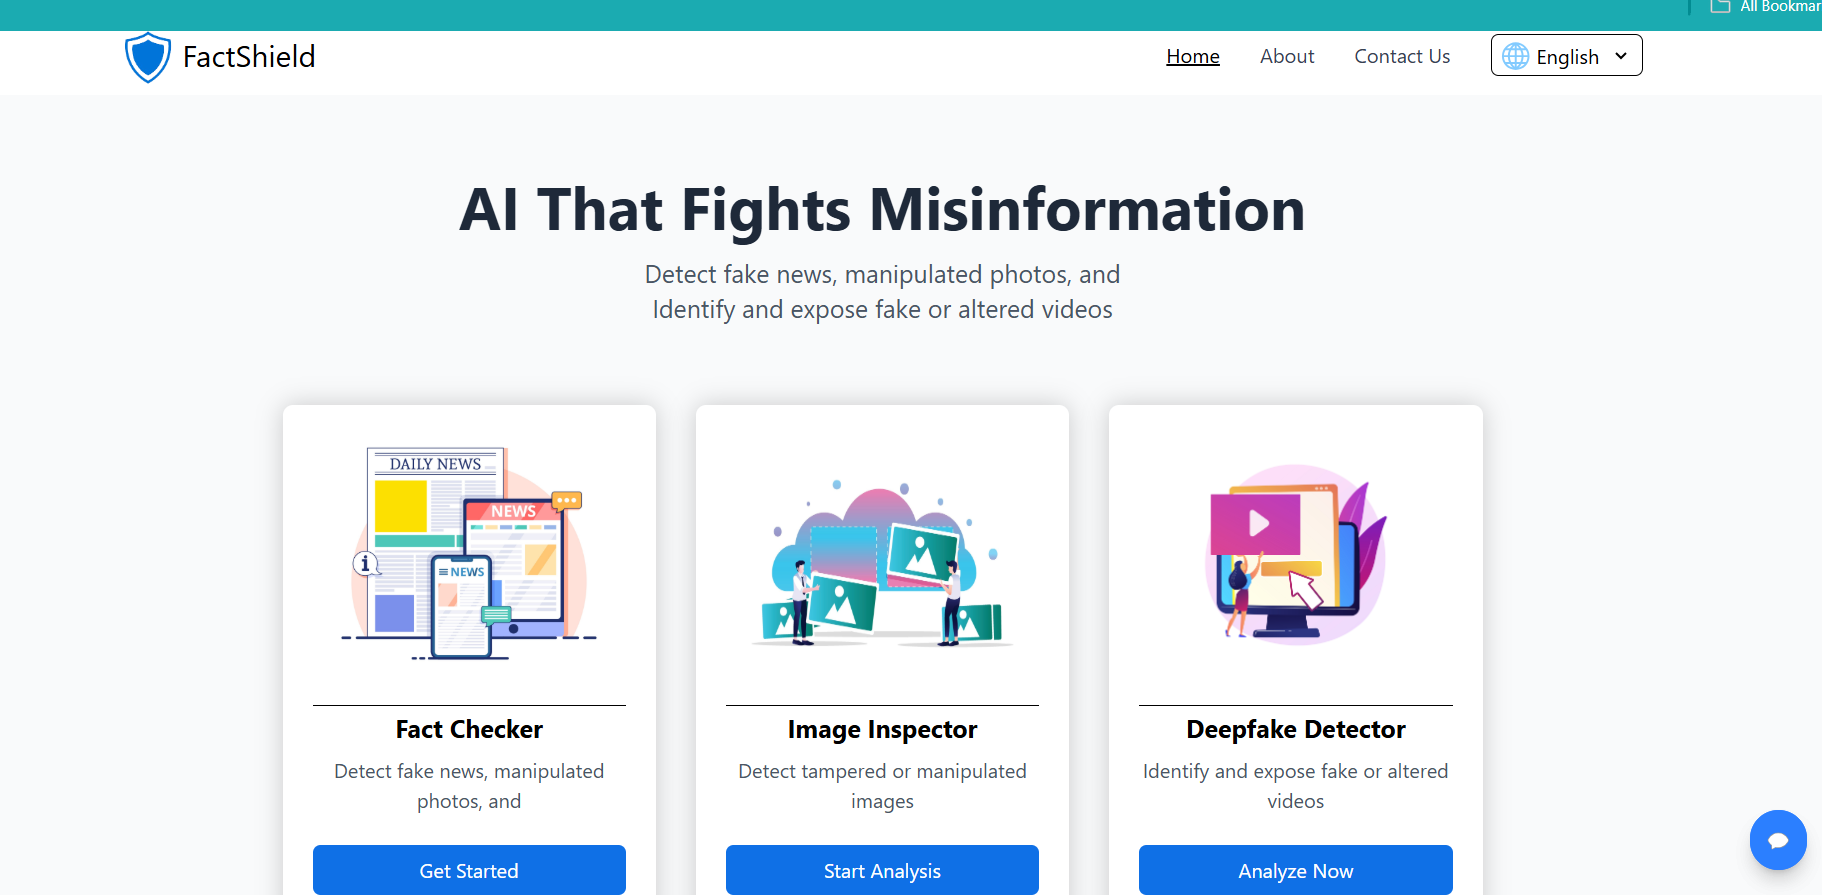 All Bookmar
FactShield
Home
About
Contact Us
English
AI That Fights Misinformation
Detect fake news, manipulated photos, and
Identify and expose fake or altered videos
DAILY NEWS
NEWS
NEWS
i
Fact Checker
Detect fake news, manipulated
photos, and
Get Started
Image Inspector
Detect tampered or manipulated
images
Start Analysis
Deepfake Detector
Identify and expose fake or altered
videos
Analyze Now